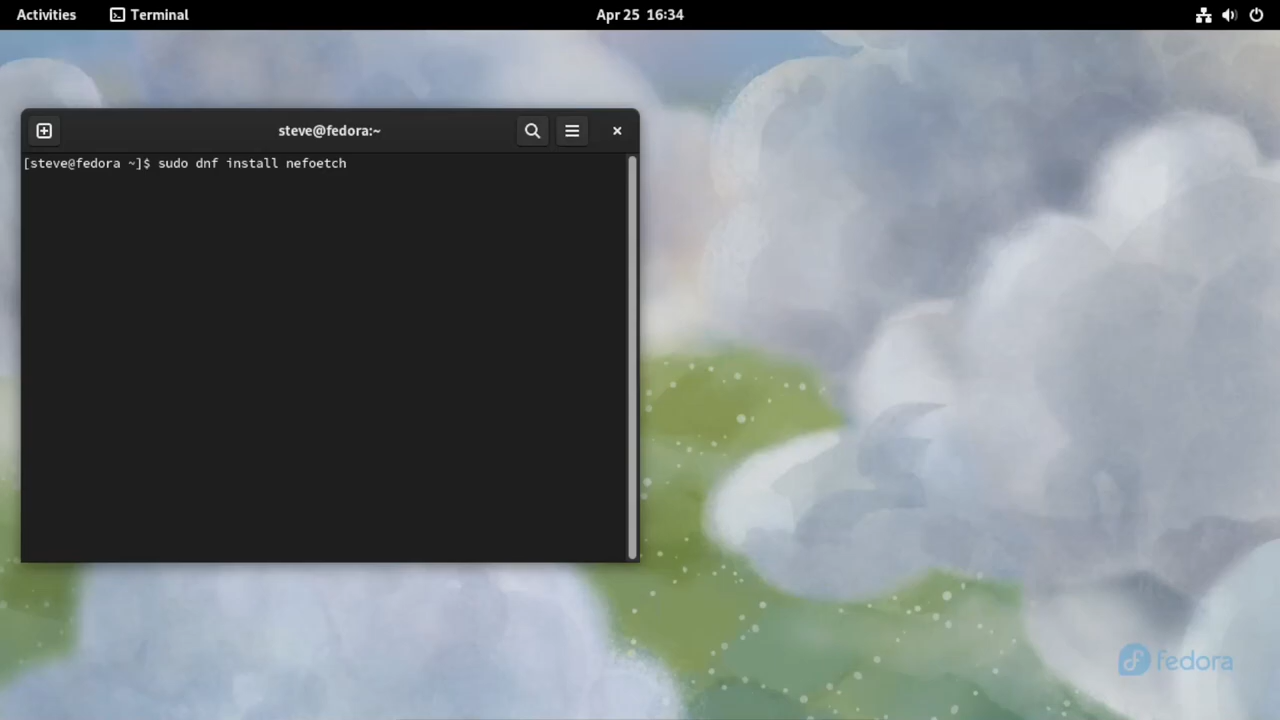 Activities
Terminal
Apr 25 16:34
steve@fedora:~
[steve@fedora ~]$ sudo dnf install nefoetch
fedora